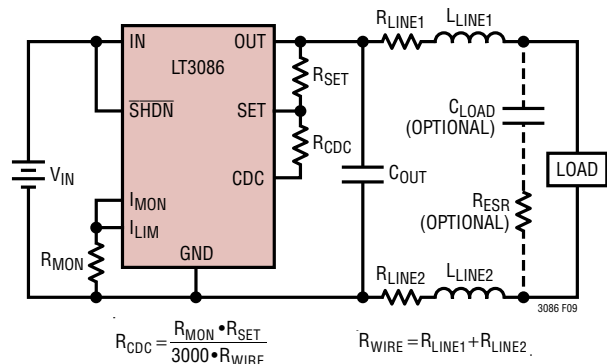 IN
OUT
LT3086
SHDN
SET
CDC
IMON
ILIM
GND
VIN
RMON
RSET
RCDC
COUT
RLINE1
LLINE1
CLOAD
(OPTIONAL)
LOAD
RESR
(OPTIONAL)
RLINE2
LLINE2
3086 F09
RCDC = RMON • RSET / 3000 • RWIRE
RWIRE = RLINE1 + RLINE2